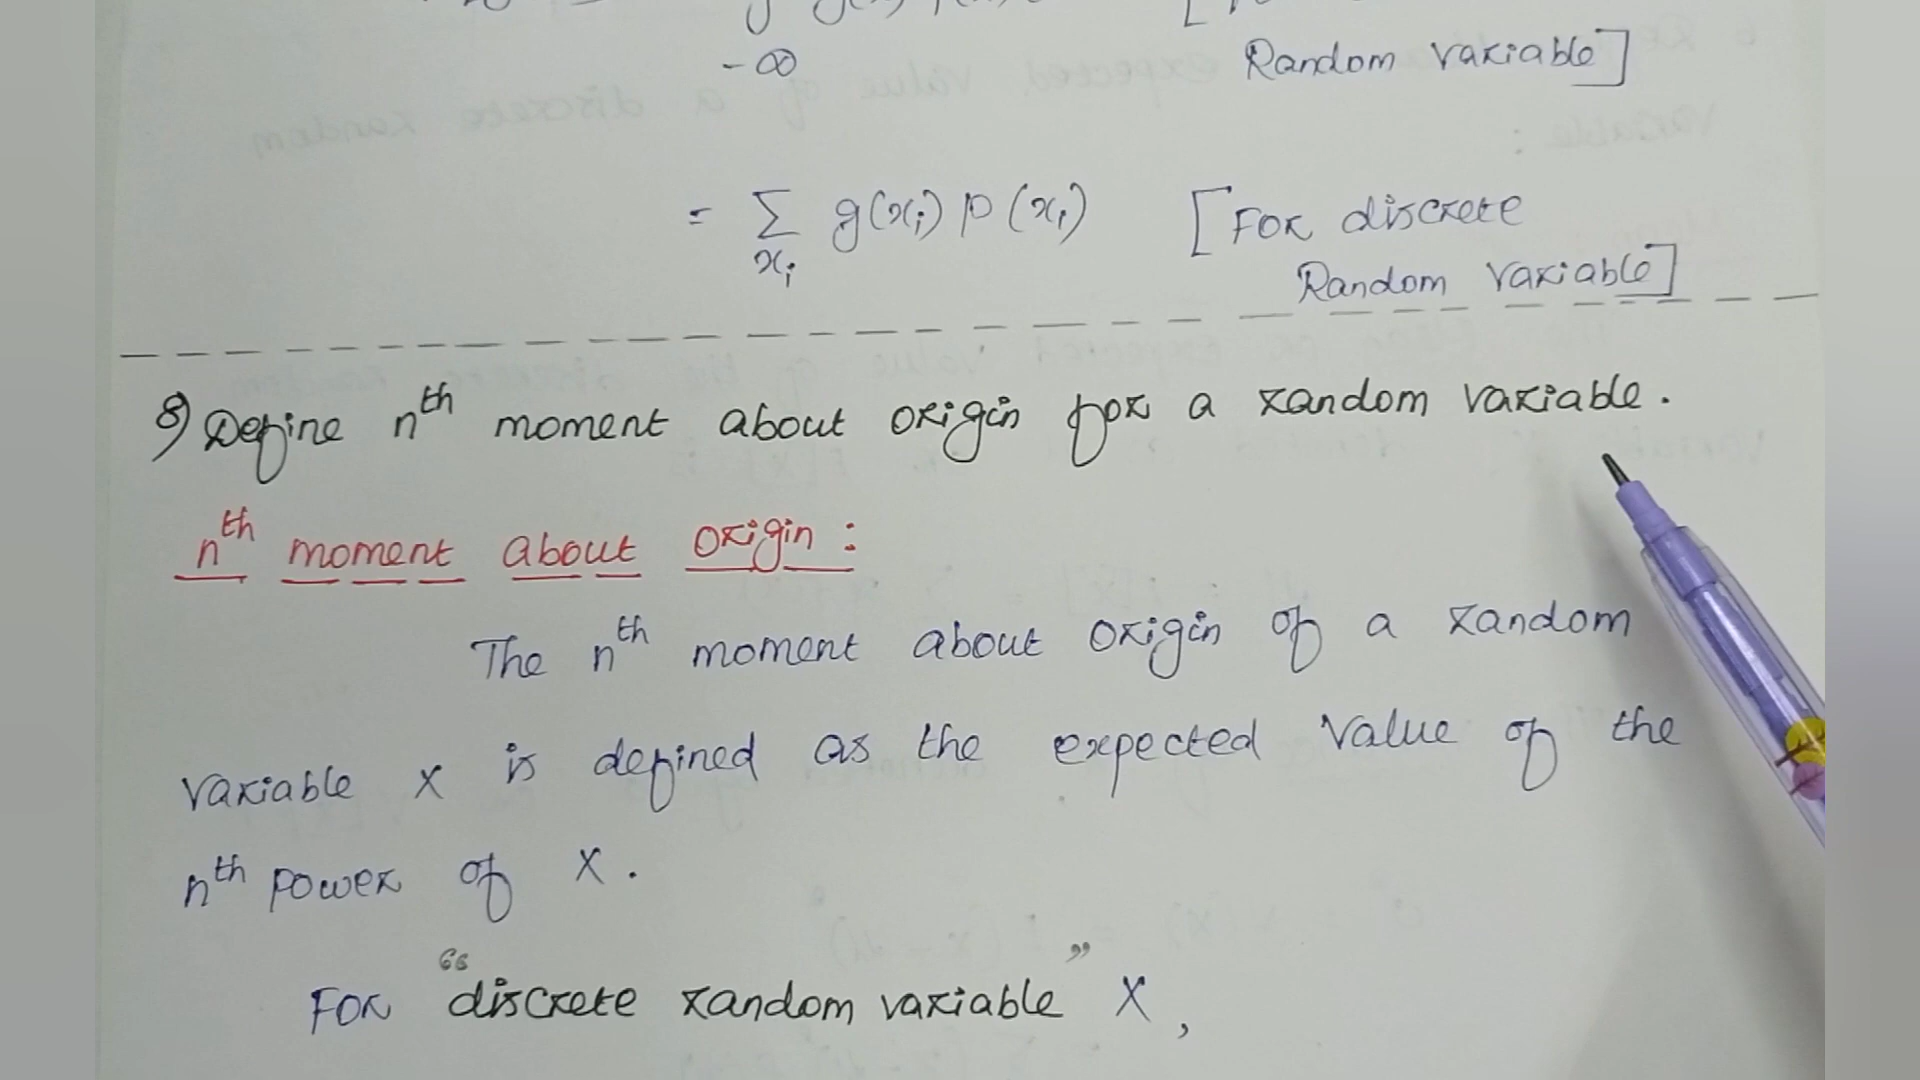 - ∞
Random variable]
= Σ g(xᵢ) p(xᵢ) [For discrete
xᵢ
Random variable]
8) Define nᵗʰ moment about origin for a random variable.
nᵗʰ moment about origin :
The nᵗʰ moment about origin of a random
variable X is defined as the expected value of the
nᵗʰ power of X.
For "discrete random variable" X,